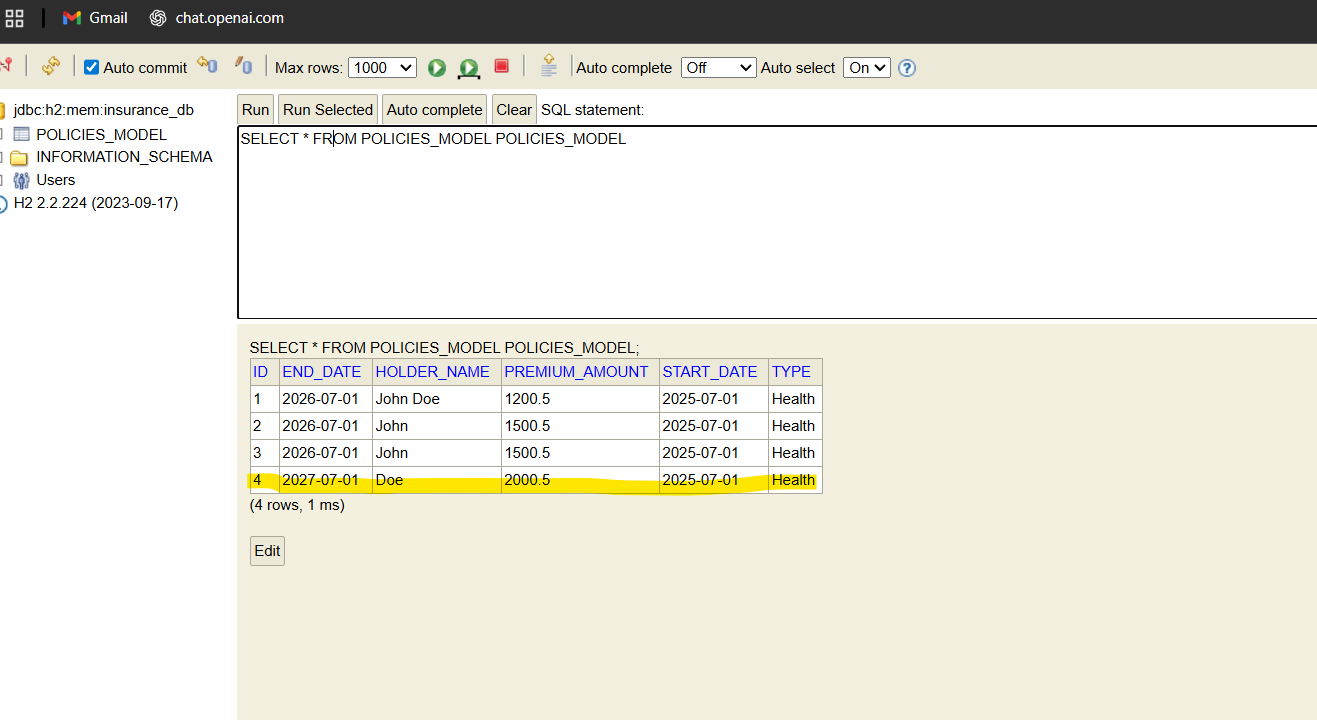 Gmail chat.openai.com
Auto commit Max rows: 1000 Auto complete Off Auto select On ?
jdbc:h2:mem:insurance_db
POLICIES_MODEL
INFORMATION_SCHEMA
Users
H2 2.2.224 (2023-09-17)
Run Run Selected Auto complete Clear SQL statement:
SELECT * FROM POLICIES_MODEL POLICIES_MODEL
SELECT * FROM POLICIES_MODEL POLICIES_MODEL;
ID END_DATE HOLDER_NAME PREMIUM_AMOUNT START_DATE TYPE
1 2026-07-01 John Doe 1200.5 2025-07-01 Health
2 2026-07-01 John 1500.5 2025-07-01 Health
3 2026-07-01 John 1500.5 2025-07-01 Health
4 2027-07-01 Doe 2000.5 2025-07-01 Health
(4 rows, 1 ms)
Edit